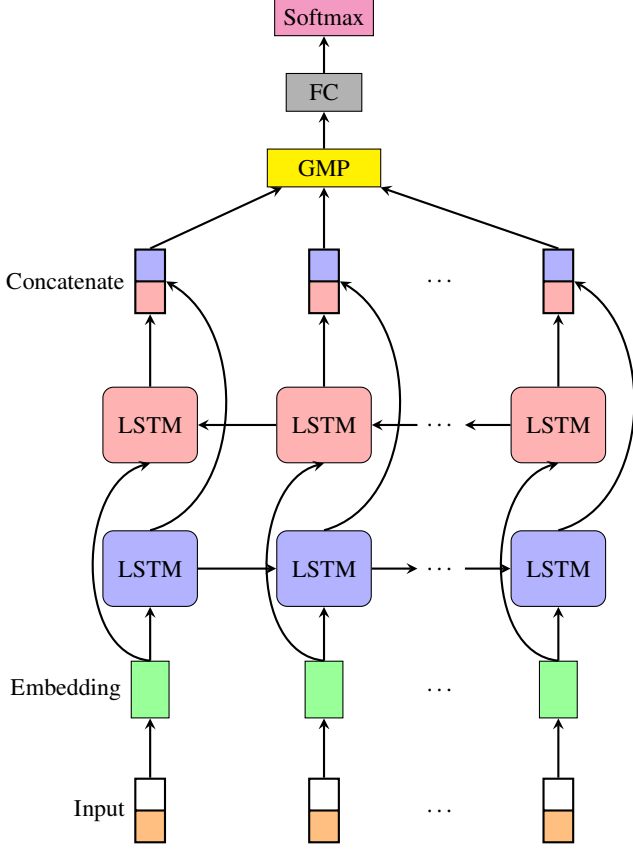 Softmax
FC
GMP
Concatenate ...
LSTM LSTM ... LSTM
LSTM LSTM ... LSTM
Embedding ...
Input ...